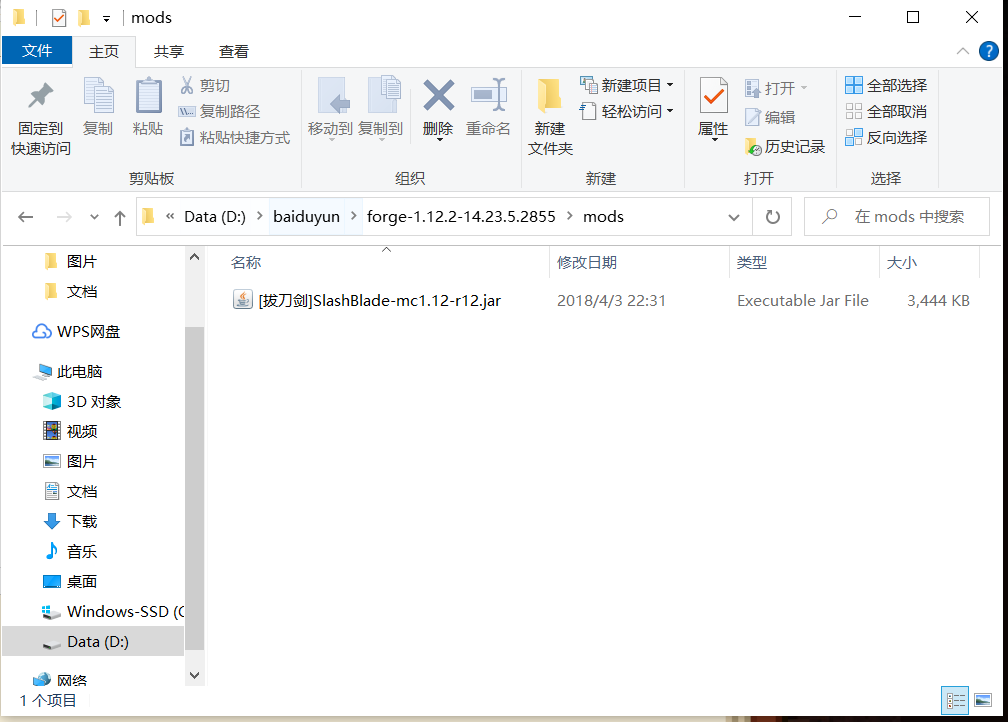 mods
文件 主页 共享 查看
固定到快速访问 复制 粘贴 剪切 复制路径 粘贴快捷方式 移动到 复制到 删除 重命名 新建文件夹 新建项目 轻松访问 属性 打开 编辑 历史记录 全部选择 全部取消 反向选择
剪贴板 组织 新建 打开 选择
« Data (D:) > baiduyun > forge-1.12.2-14.23.5.2855 > mods 在 mods 中搜索
名称 修改日期 类型 大小
[拔刀剑]SlashBlade-mc1.12-r12.jar 2018/4/3 22:31 Executable Jar File 3,444 KB
图片
文档
WPS网盘
此电脑
3D 对象
视频
图片
文档
下载
音乐
桌面
Windows-SSD (C
Data (D:)
网络
1 个项目